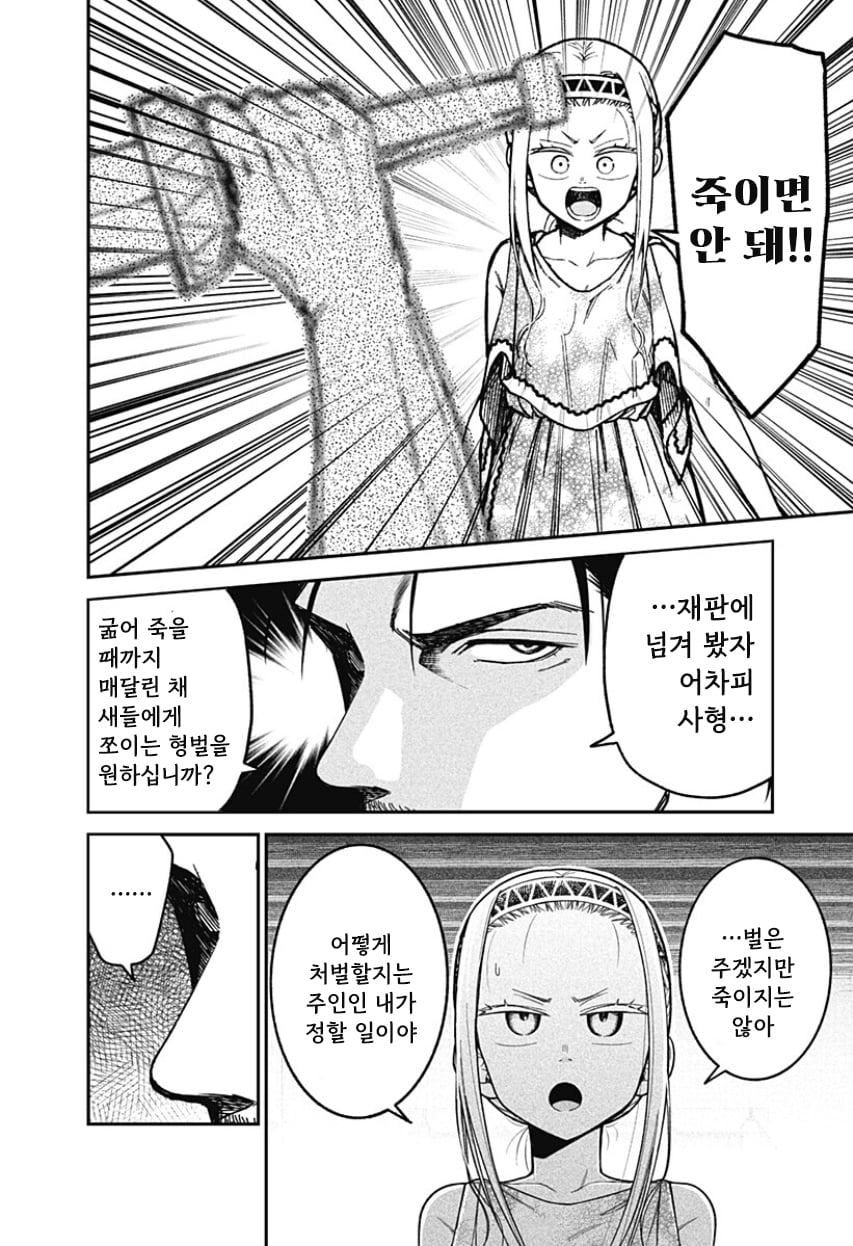 죽이면
안 돼!!
…재판에
넘겨 봤자
어차피
사형…
굶어 죽을
때까지
매달린 채
새들에게
쪼이는 형벌을
원하십니까?
…벌은
주겠지만
죽이지는
않아
어떻게
처벌할지는
주인인 내가
정할 일이야
……